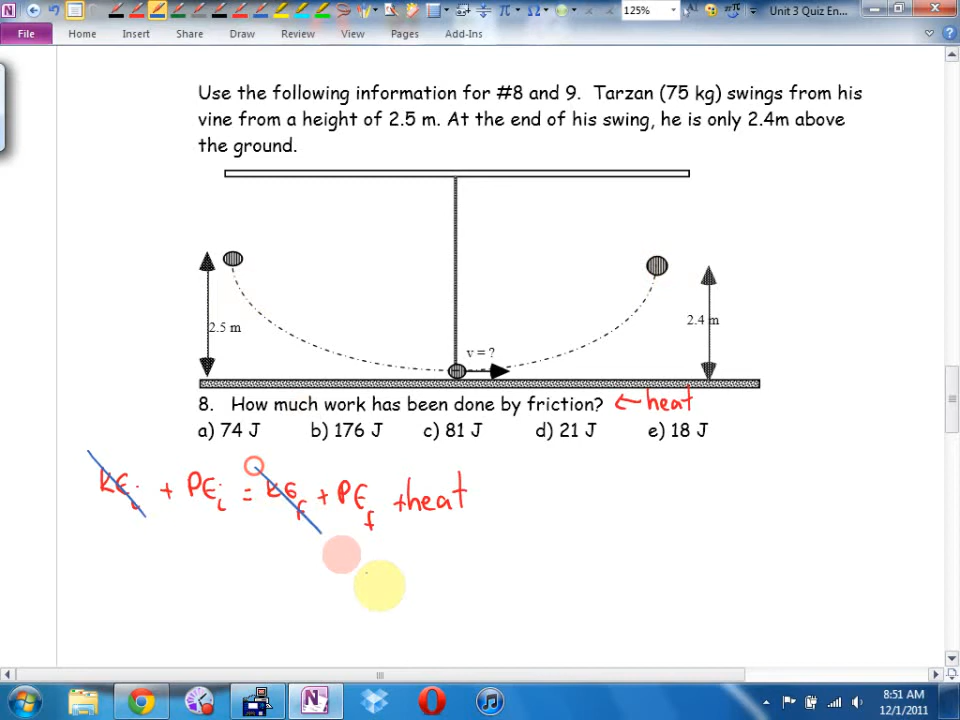 125%
Unit 3 Quiz En...
File Home Insert Share Draw Review View Pages Add-Ins
Use the following information for #8 and 9. Tarzan (75 kg) swings from his
vine from a height of 2.5 m. At the end of his swing, he is only 2.4m above
the ground.
2.5 m
2.4 m
v = ?
8. How much work has been done by friction? ← heat
a) 74 J b) 176 J c) 81 J d) 21 J e) 18 J
KEi + PEi = KEf + PEf + heat
8:51 AM
12/1/2011